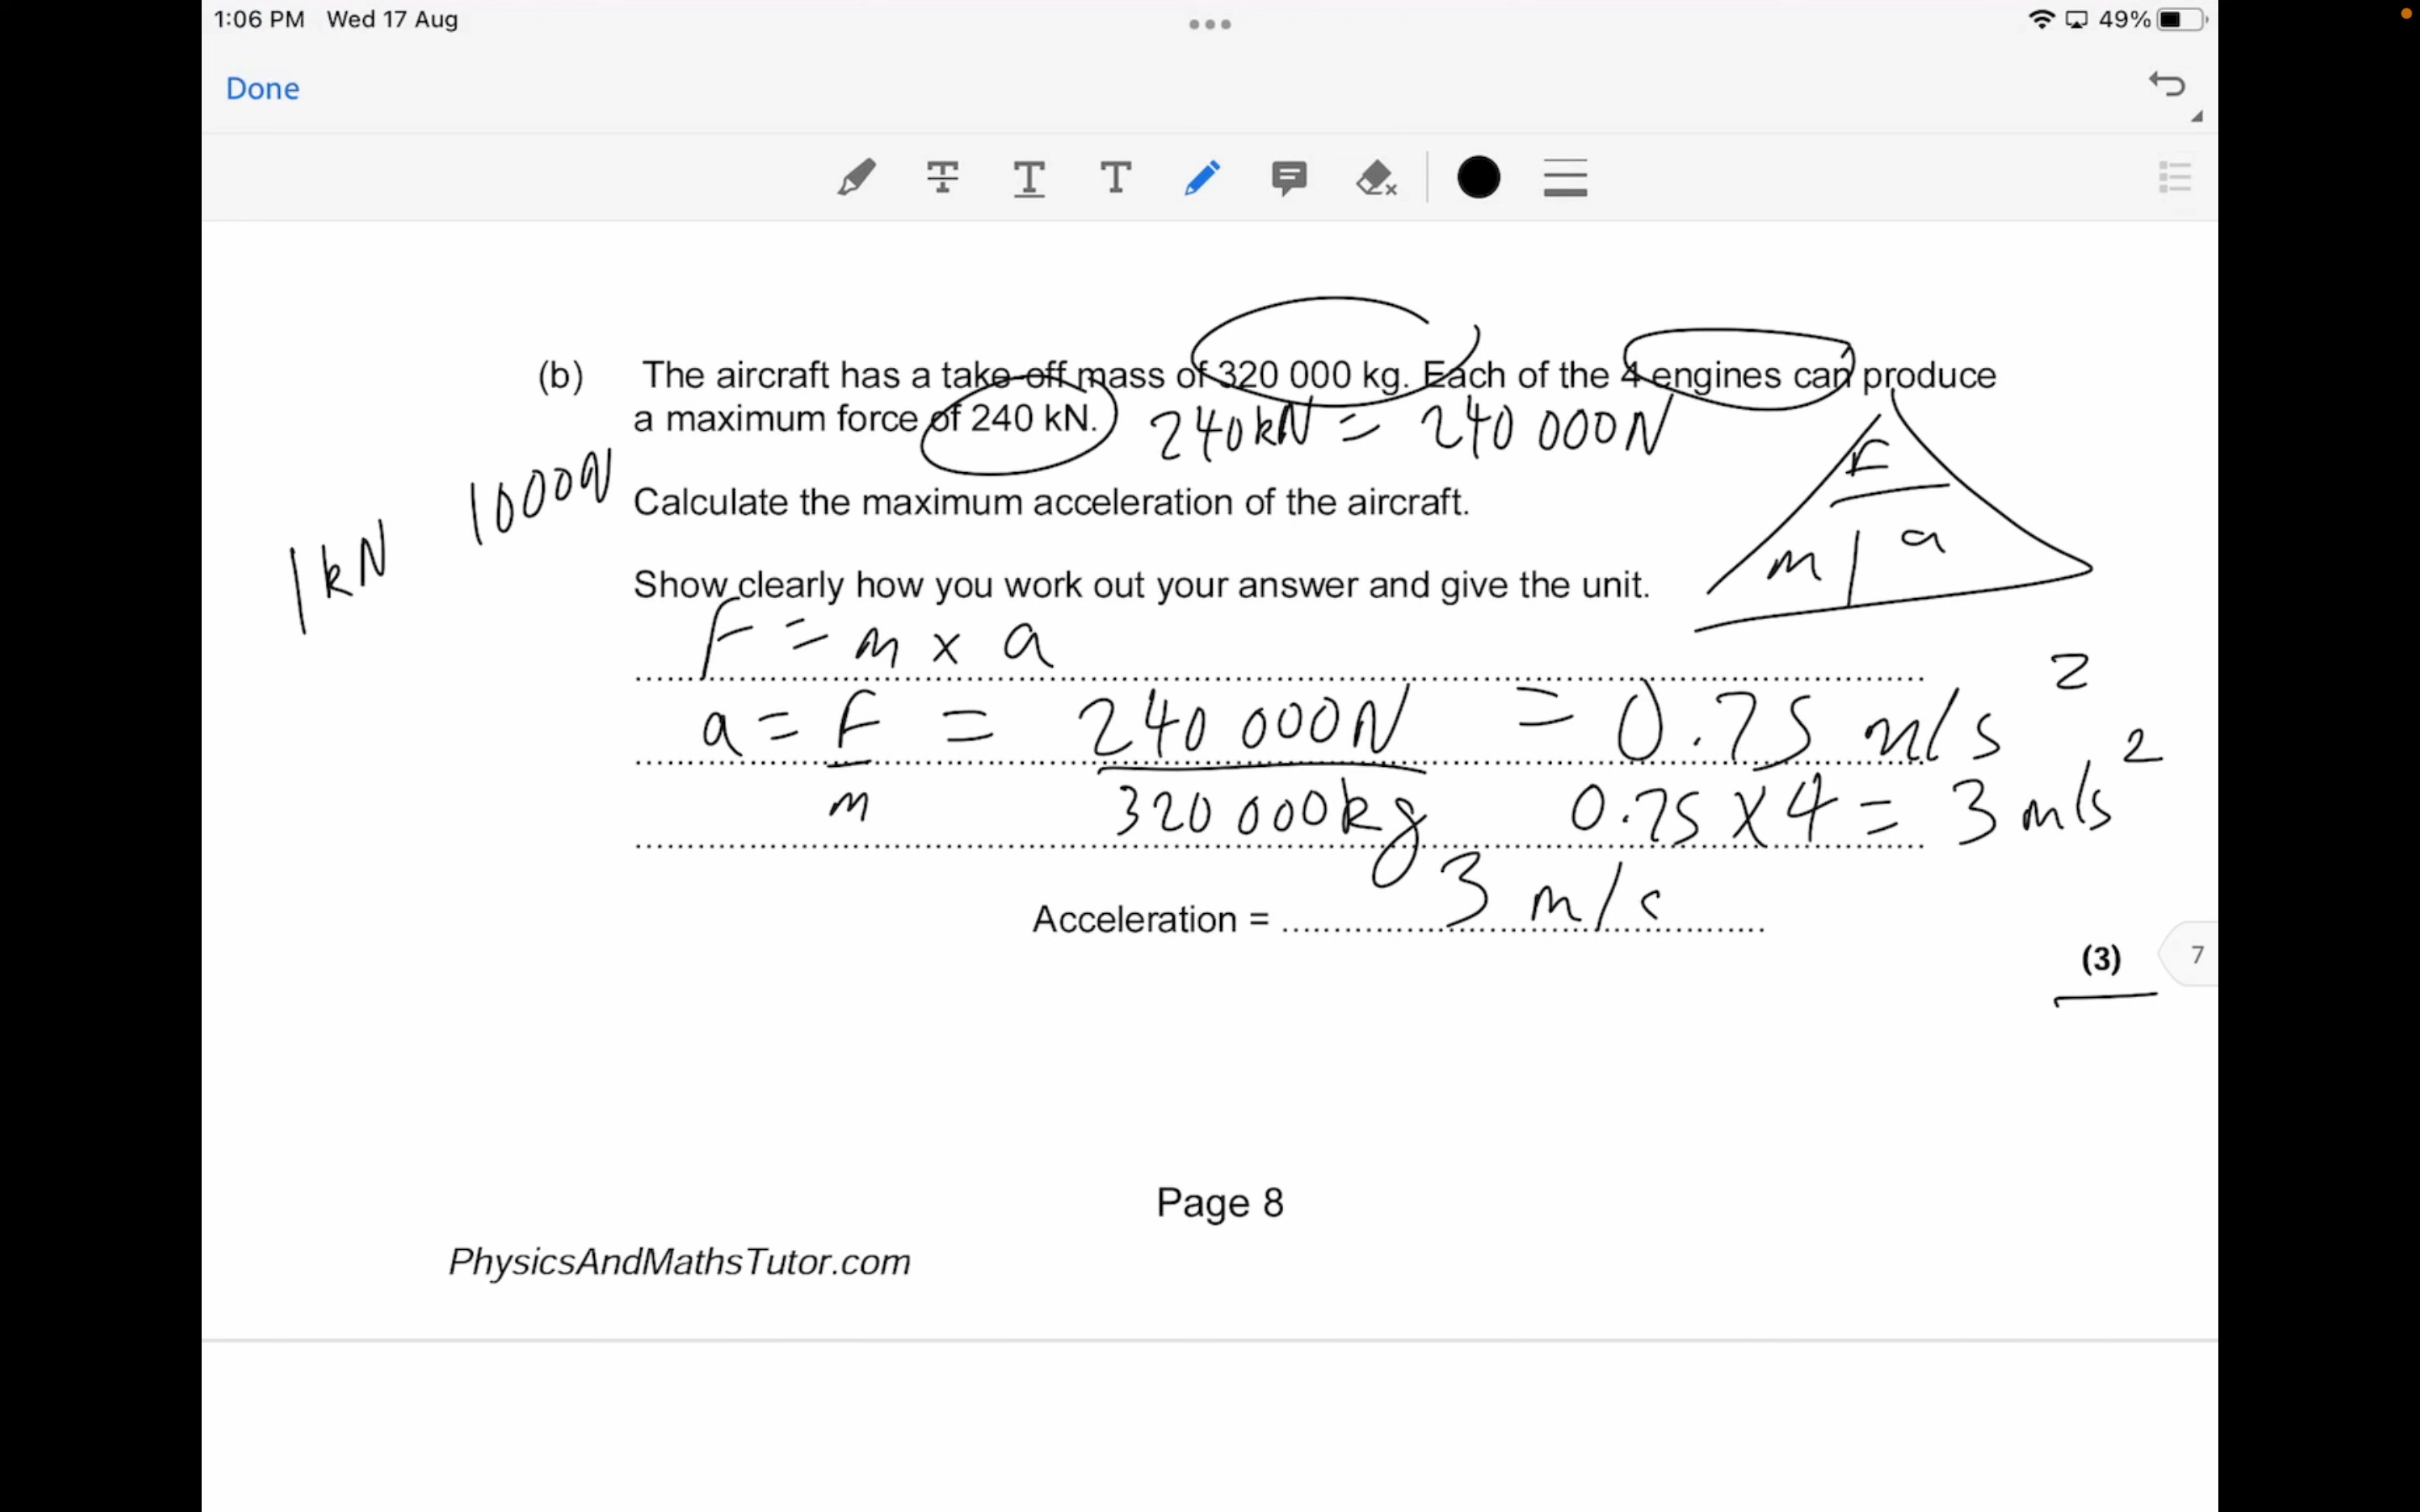 1:06 PM Wed 17 Aug
49%
Done
(b) The aircraft has a take-off mass of 320 000 kg. Each of the 4 engines can produce
a maximum force of 240 kN. 240kN = 240 000N
F
m a
1kN 1000N
Calculate the maximum acceleration of the aircraft.
Show clearly how you work out your answer and give the unit.
F = m x a
a = F = 240 000N = 0.75 m/s 2
m 320 000kg 0.75 x 4 = 3 m/s 2
Acceleration = 3 m/s
(3)
7
Page 8
PhysicsAndMathsTutor.com